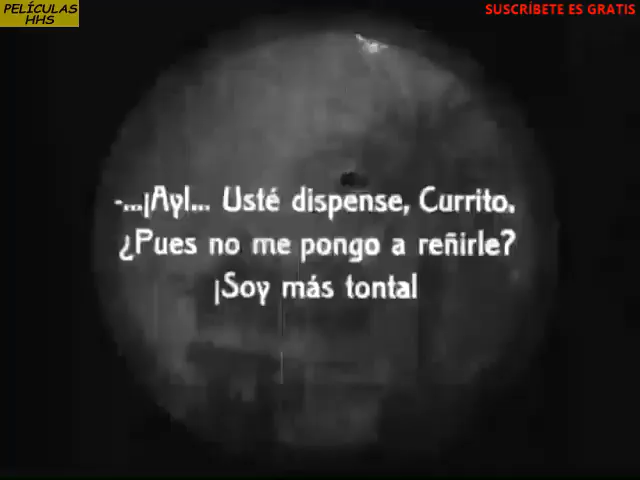 PELÍCULAS
HHS
SUSCRÍBETE ES GRATIS
-...¡Ay!... Usté dispense, Currito.
¿Pues no me pongo a reñirle?
¡Soy más tonta!